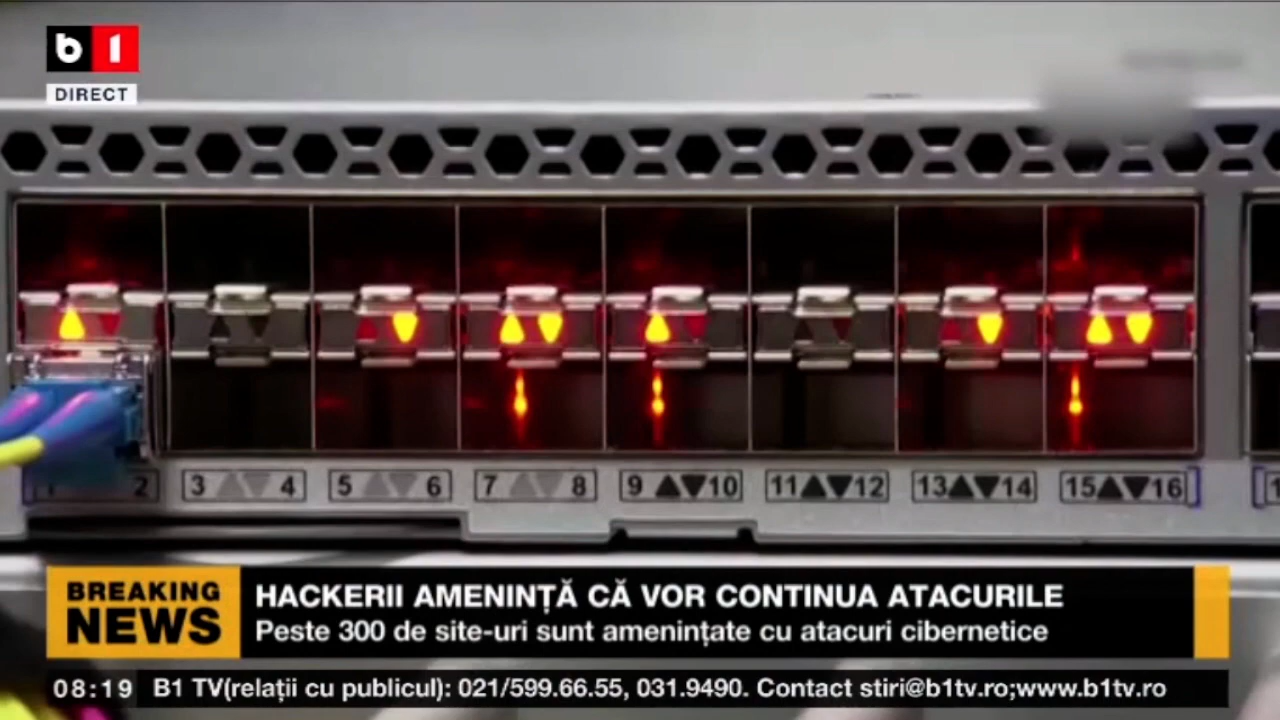 b1
DIRECT
2 3 4 5 6 7 8 9 10 11 12 13 14 15 16
BREAKING
NEWS
HACKERII AMENINȚĂ CĂ VOR CONTINUA ATACURILE
Peste 300 de site-uri sunt amenințate cu atacuri cibernetice
08:19 B1 TV(relații cu publicul): 021/599.66.55, 031.9490. Contact stiri@b1tv.ro;www.b1tv.ro